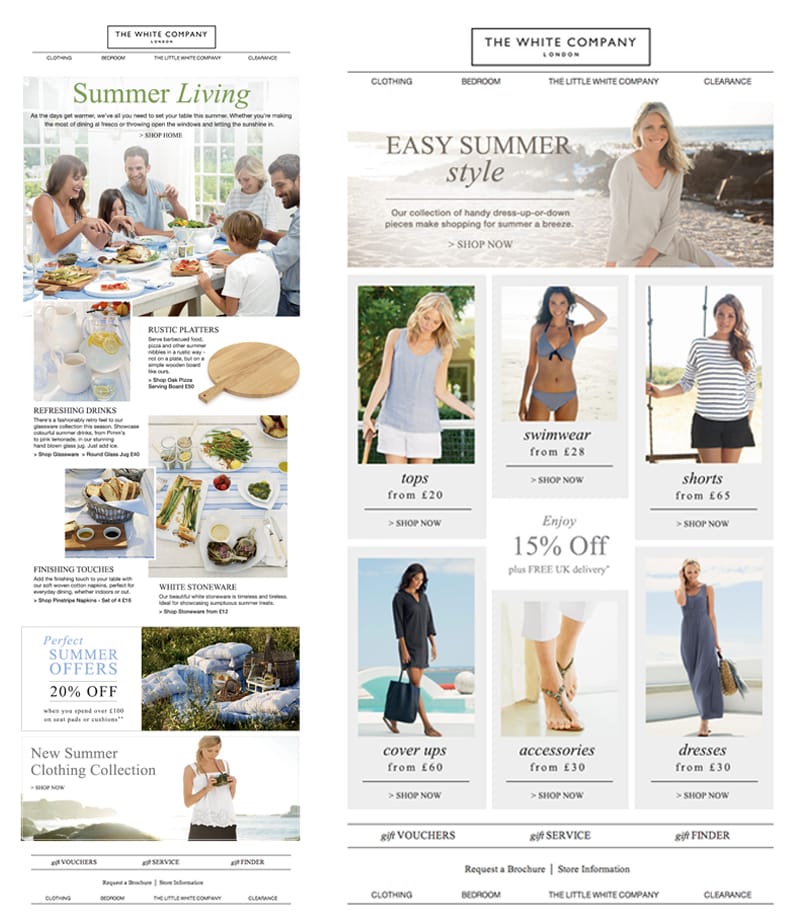 THE WHITE COMPANY
LONDON
CLOTHING BEDROOM THE LITTLE WHITE COMPANY CLEARANCE
Summer Living
As the days get warmer, we've all you need to set your table this summer. Whether you're making
the most of dining al fresco or throwing open the windows and letting the sunshine in.
> SHOP HOME
RUSTIC PLATTERS
Serve barbecued food,
pizza and other summer
nibbles in a rustic way -
not on a plate, but on a
simple wooden board
like ours.
> Shop Oak Pizza
Serving Board £50
REFRESHING DRINKS
There's a fashionably retro feel to our
glassware collection this season. Showcase
colourful summer drinks, from Pimm's
to pink lemonade, in our stunning
hand blown glass jug. Just add ice.
> Shop Glassware > Round Glass Jug £40
FINISHING TOUCHES
Add the finishing touch to your table with
our soft woven cotton napkins, perfect for
everyday dining, whether indoors or out.
> Shop Pinstripe Napkins - Set of 4 £16
WHITE STONEWARE
Our beautiful white stoneware is timeless and tireless.
Ideal for showcasing sumptuous summer treats.
> Shop Stoneware from £12
Perfect
SUMMER
OFFERS
20% OFF
when you spend over £100
on seat pads or cushions**
New Summer
Clothing Collection
> SHOP NOW
gift VOUCHERS gift SERVICE gift FINDER
Request a Brochure | Store Information
CLOTHING BEDROOM THE LITTLE WHITE COMPANY CLEARANCE
THE WHITE COMPANY
LONDON
CLOTHING BEDROOM THE LITTLE WHITE COMPANY CLEARANCE
EASY SUMMER
style
Our collection of handy dress-up-or-down
pieces make shopping for summer a breeze.
> SHOP NOW
tops
from £20
> SHOP NOW
swimwear
from £28
> SHOP NOW
shorts
from £65
> SHOP NOW
Enjoy
15% Off
plus FREE UK delivery*
cover ups
from £60
> SHOP NOW
accessories
from £30
> SHOP NOW
dresses
from £30
> SHOP NOW
gift VOUCHERS gift SERVICE gift FINDER
Request a Brochure | Store Information
CLOTHING BEDROOM THE LITTLE WHITE COMPANY CLEARANCE